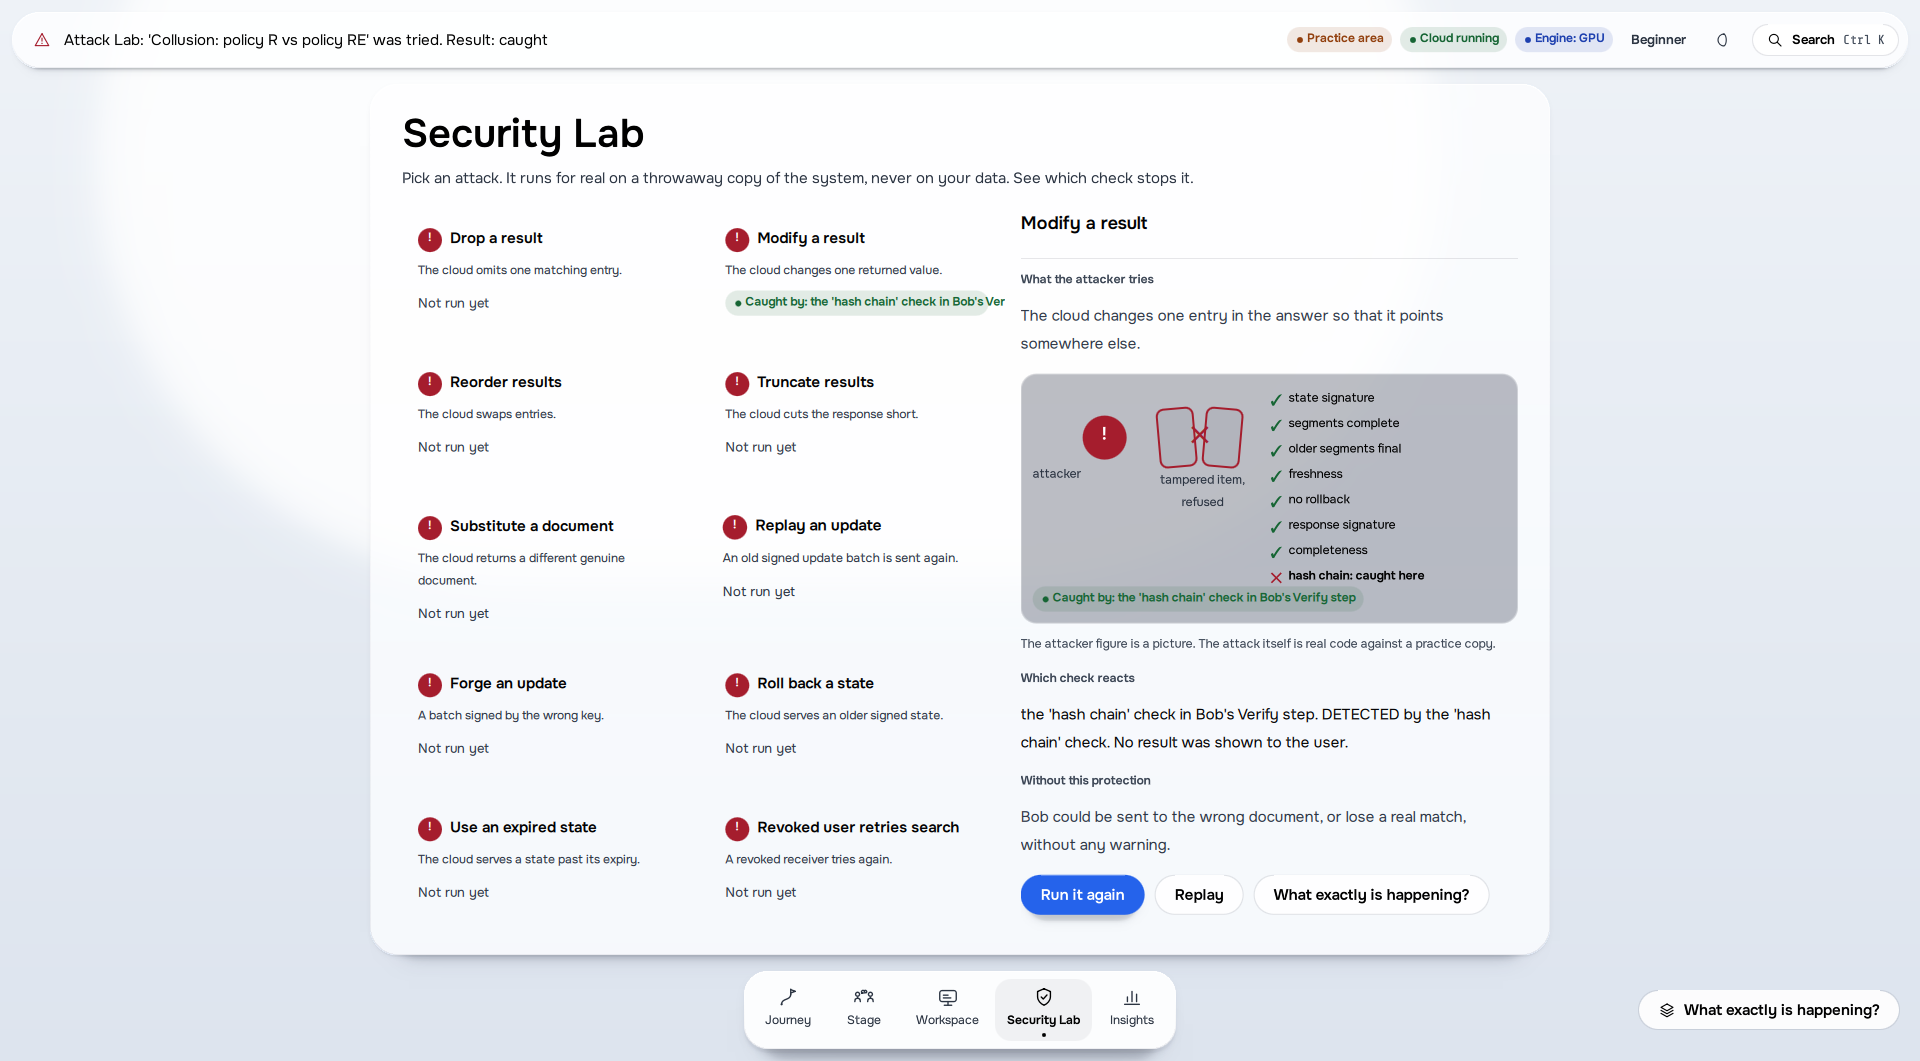 Attack Lab: 'Collusion: policy R vs policy RE' was tried. Result: caught
Practice area
Cloud running
Engine: GPU
Beginner
Search Ctrl K
Security Lab
Pick an attack. It runs for real on a throwaway copy of the system, never on your data. See which check stops it.
! Drop a result
The cloud omits one matching entry.
Not run yet
! Modify a result
The cloud changes one returned value.
Caught by: the 'hash chain' check in Bob's Ver
! Reorder results
The cloud swaps entries.
Not run yet
! Truncate results
The cloud cuts the response short.
Not run yet
! Substitute a document
The cloud returns a different genuine
document.
Not run yet
! Replay an update
An old signed update batch is sent again.
Not run yet
! Forge an update
A batch signed by the wrong key.
Not run yet
! Roll back a state
The cloud serves an older signed state.
Not run yet
! Use an expired state
The cloud serves a state past its expiry.
Not run yet
! Revoked user retries search
A revoked receiver tries again.
Not run yet
Modify a result
What the attacker tries
The cloud changes one entry in the answer so that it points
somewhere else.
!
attacker
tampered item,
refused
✓ state signature
✓ segments complete
✓ older segments final
✓ freshness
✓ no rollback
✓ response signature
✓ completeness
✕ hash chain: caught here
Caught by: the 'hash chain' check in Bob's Verify step
The attacker figure is a picture. The attack itself is real code against a practice copy.
Which check reacts
the 'hash chain' check in Bob's Verify step. DETECTED by the 'hash
chain' check. No result was shown to the user.
Without this protection
Bob could be sent to the wrong document, or lose a real match,
without any warning.
Run it again
Replay
What exactly is happening?
Journey
Stage
Workspace
Security Lab
Insights
What exactly is happening?